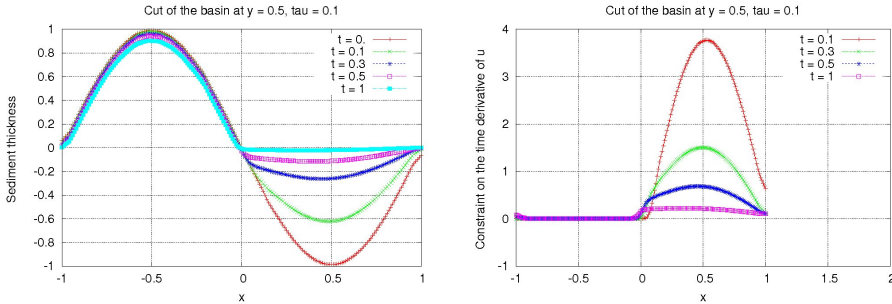 Cut of the basin at y = 0.5, tau = 0.1
1
0.8
0.6
0.4
0.2
0
-0.2
-0.4
-0.6
-0.8
-1
Sediment thickness
t = 0.
t = 0.1
t = 0.3
t = 0.5
t = 1
-1
-0.5
0
0.5
1
x
Cut of the basin at y = 0.5, tau = 0.1
4
3
2
1
0
-1
Constraint on the time derivative of u
t = 0.1
t = 0.3
t = 0.5
t = 1
-1
-0.5
0
0.5
1
1.5
2
x